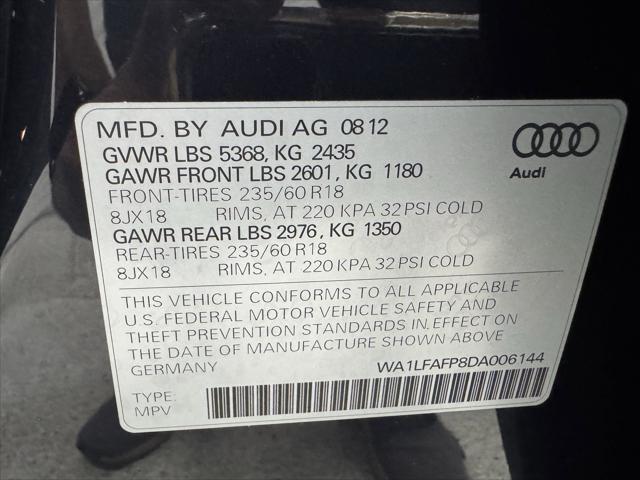 MFD. BY AUDI AG 08 12
GVWR LBS 5368, KG 2435
GAWR FRONT LBS 2601, KG 1180
FRONT-TIRES 235/60 R18
8JX18 RIMS, AT 220 KPA 32 PSI COLD
GAWR REAR LBS 2976, KG 1350
REAR-TIRES 235/60 R18
8JX18 RIMS, AT 220 KPA 32 PSI COLD
Audi
THIS VEHICLE CONFORMS TO ALL APPLICABLE
U.S. FEDERAL MOTOR VEHICLE SAFETY AND
THEFT PREVENTION STANDARDS IN EFFECT ON
THE DATE OF MANUFACTURE SHOWN ABOVE
GERMANY WA1LFAFP8DA006144
TYPE:
MPV